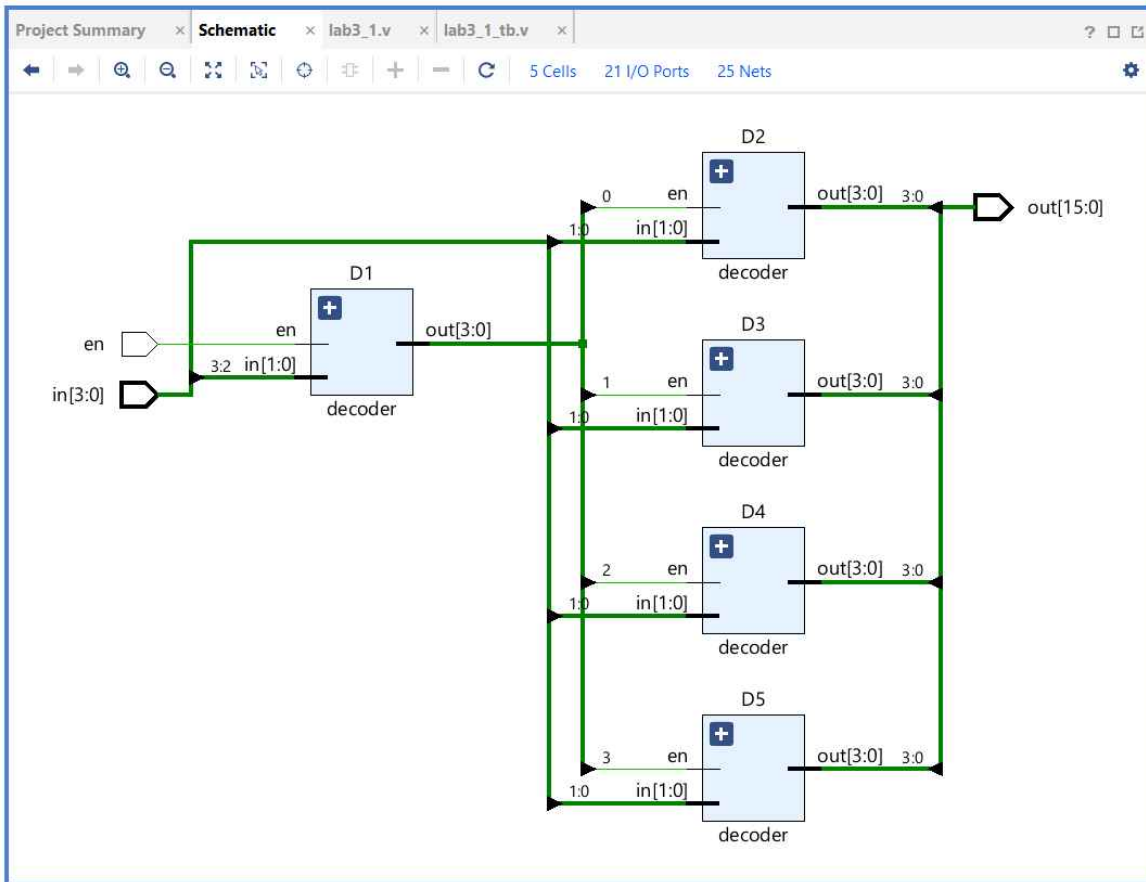 Project Summary × Schematic × lab3_1.v × lab3_1_tb.v × ?
5 Cells 21 I/O Ports 25 Nets
D2
0 en out[3:0] 3:0 out[15:0]
1:0 in[1:0]
decoder
D1
en en out[3:0]
in[3:0] 3:2 in[1:0]
decoder
D3
1 en out[3:0] 3:0
1:0 in[1:0]
decoder
D4
2 en out[3:0] 3:0
1:0 in[1:0]
decoder
D5
3 en out[3:0] 3:0
1:0 in[1:0]
decoder